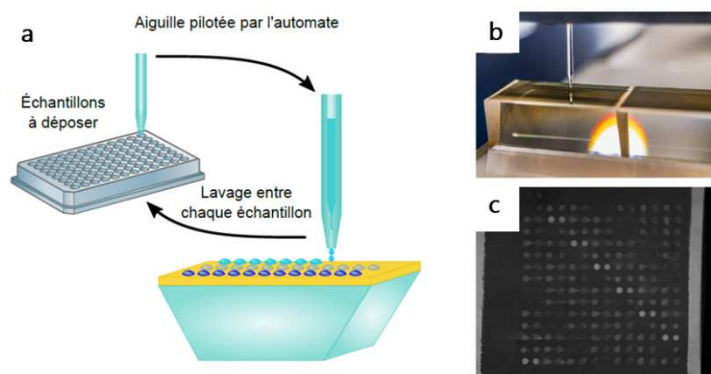 a
Aiguille pilotée par l'automate
Échantillons
à déposer
Lavage entre
chaque échantillon
b
c